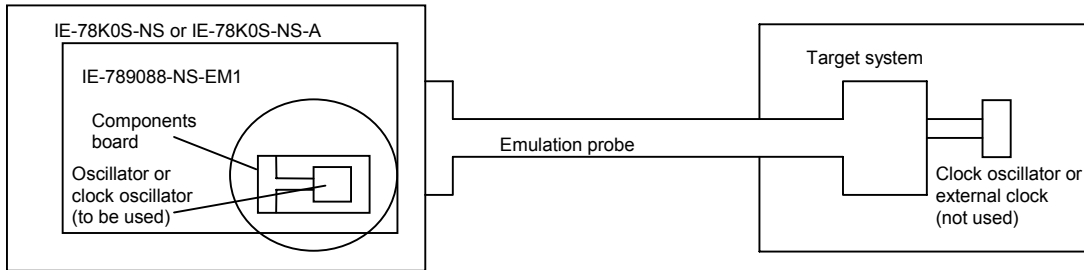 IE-78K0S-NS or IE-78K0S-NS-A
IE-789088-NS-EM1
Components
board
Oscillator or
clock oscillator
(to be used)
Emulation probe
Target system
Clock oscillator or
external clock
(not used)